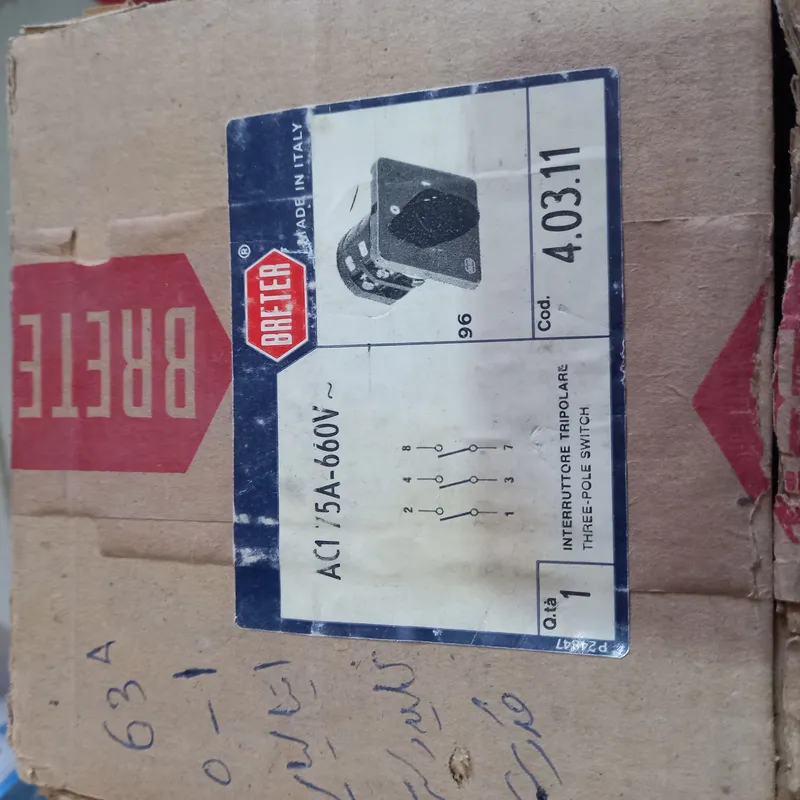 BRETE
BRETER
®
MADE IN ITALY
AC1 75A-660V~
2 4 8
1 3 7
96
INTERRUTTORE TRIPOLARE
THREE-POLE SWITCH
Q.tà
1
Cod.
4.03.11
P24647
63 A
0 - 1